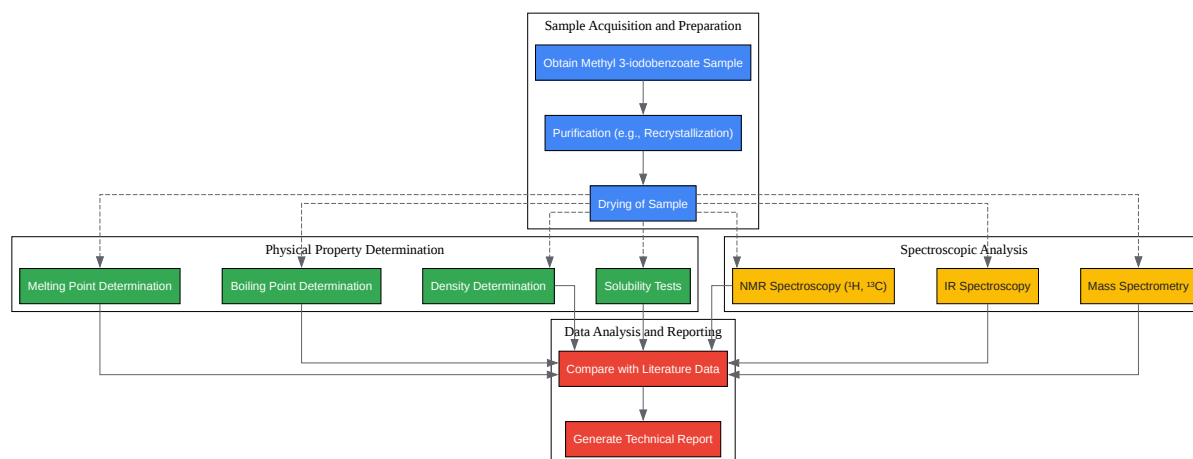 Sample Acquisition and Preparation
Obtain Methyl 3-iodobenzoate Sample
Purification (e.g., Recrystallization)
Drying of Sample
Physical Property Determination
Spectroscopic Analysis
Melting Point Determination
Boiling Point Determination
Density Determination
Solubility Tests
NMR Spectroscopy (¹H, ¹³C)
IR Spectroscopy
Mass Spectrometry
Data Analysis and Reporting
Compare with Literature Data
Generate Technical Report